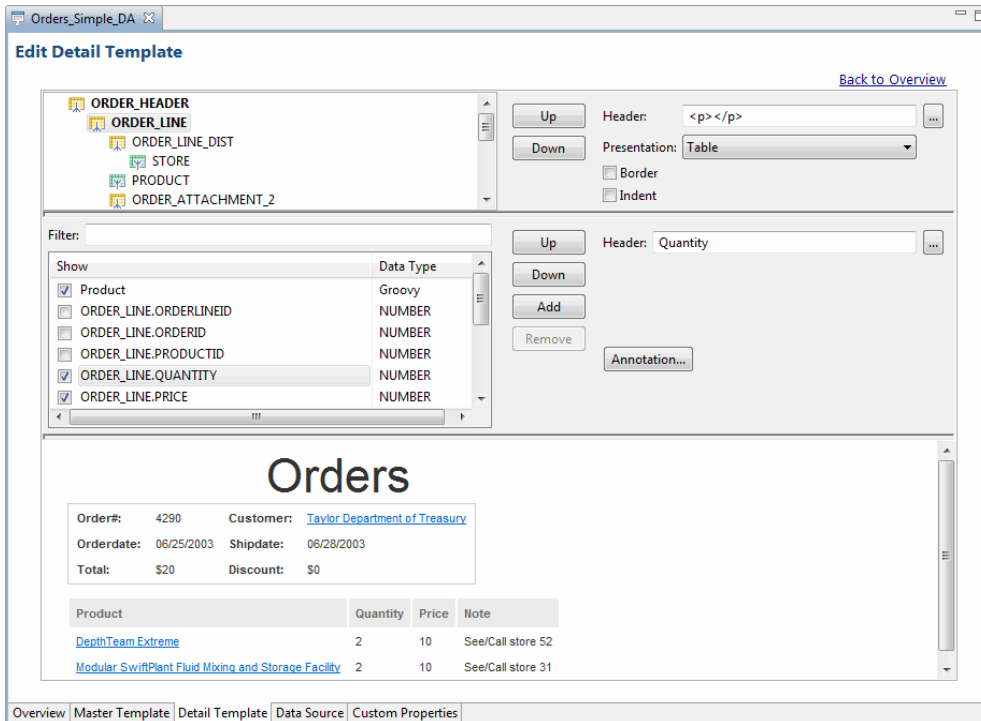 Orders_Simple_DA
Edit Detail Template
Back to Overview
ORDER_HEADER
ORDER_LINE
ORDER_LINE_DIST
STORE
PRODUCT
ORDER_ATTACHMENT_2
Up
Down
Header: <p></p> ...
Presentation: Table
Border
Indent
Filter:
Show Data Type
Product Groovy
ORDER_LINE.ORDERLINEID NUMBER
ORDER_LINE.ORDERID NUMBER
ORDER_LINE.PRODUCTID NUMBER
ORDER_LINE.QUANTITY NUMBER
ORDER_LINE.PRICE NUMBER
Up
Down
Add
Remove
Header: Quantity ...
Annotation...
Orders
Order#: 4290 Customer: Taylor Department of Treasury
Orderdate: 06/25/2003 Shipdate: 06/28/2003
Total: $20 Discount: $0
Product Quantity Price Note
DepthTeam Extreme 2 10 See/Call store 52
Modular SwiftPlant Fluid Mixing and Storage Facility 2 10 See/Call store 31
Overview Master Template Detail Template Data Source Custom Properties